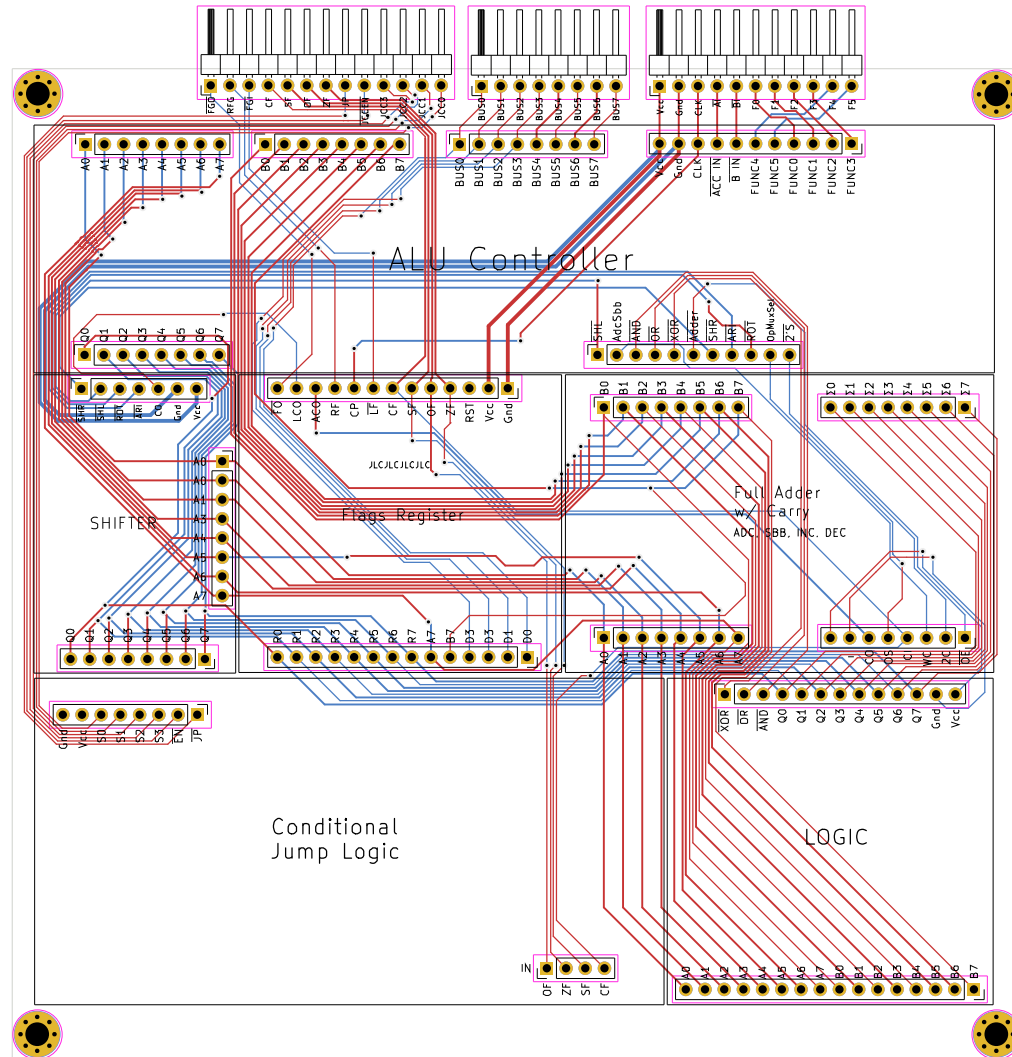 FGO RFG FGI CF SF OF ZF JP JCCEN JCC3 JCC2 JCC1 JCC0
BUS0 BUS1 BUS2 BUS3 BUS4 BUS5 BUS6 BUS7
Vcc Gnd CLK AI BI F0 F1 F2 F3 F4 F5
A0 A1 A2 A3 A4 A5 A6 A7
B0 B1 B2 B3 B4 B5 B6 B7
BUS0 BUS1 BUS2 BUS3 BUS4 BUS5 BUS6 BUS7
Vcc Gnd CLK ACC IN B IN FUNC4 FUNC5 FUNC0 FUNC1 FUNC2 FUNC3
ALU Controller
Q0 Q1 Q2 Q3 Q4 Q5 Q6 Q7
SHL AdcSbb AND OR XOR Adder SHR ARI ROT OpMuxSel 2'S
SHR SHL ROT ARI CO Gnd Vcc
FO LCO ACO RF CP LF CF SF OF ZF RST Vcc Gnd
B0 B1 B2 B3 B4 B5 B6 B7
Σ0 Σ1 Σ2 Σ3 Σ4 Σ5 Σ6 Σ7
JLCJLCJLCJLC
A0
A0
A1
A3
A4
A5
A6
A7
SHIFTER
Flags Register
Full Adder
w/ Carry
ADC, SBB, INC. DEC
Q0 Q1 Q2 Q3 Q4 Q5 Q6 Q7
R0 R1 R2 R3 R4 R5 R6 R7 A7 B7 D3 D3 D1 D0
A0 A1 A2 A3 A4 A5 A6 A7
CO OS CI WC 2C
Gnd Vcc S0 S1 S2 S3 EN JP
XOR OR AND Q0 Q1 Q2 Q3 Q4 Q5 Q6 Q7 Gnd Vcc
Conditional
Jump Logic
LOGIC
IN
OF ZF SF CF
A0 A1 A2 A3 A4 A5 A6 A7 B0 B1 B2 B3 B4 B5 B6 B7